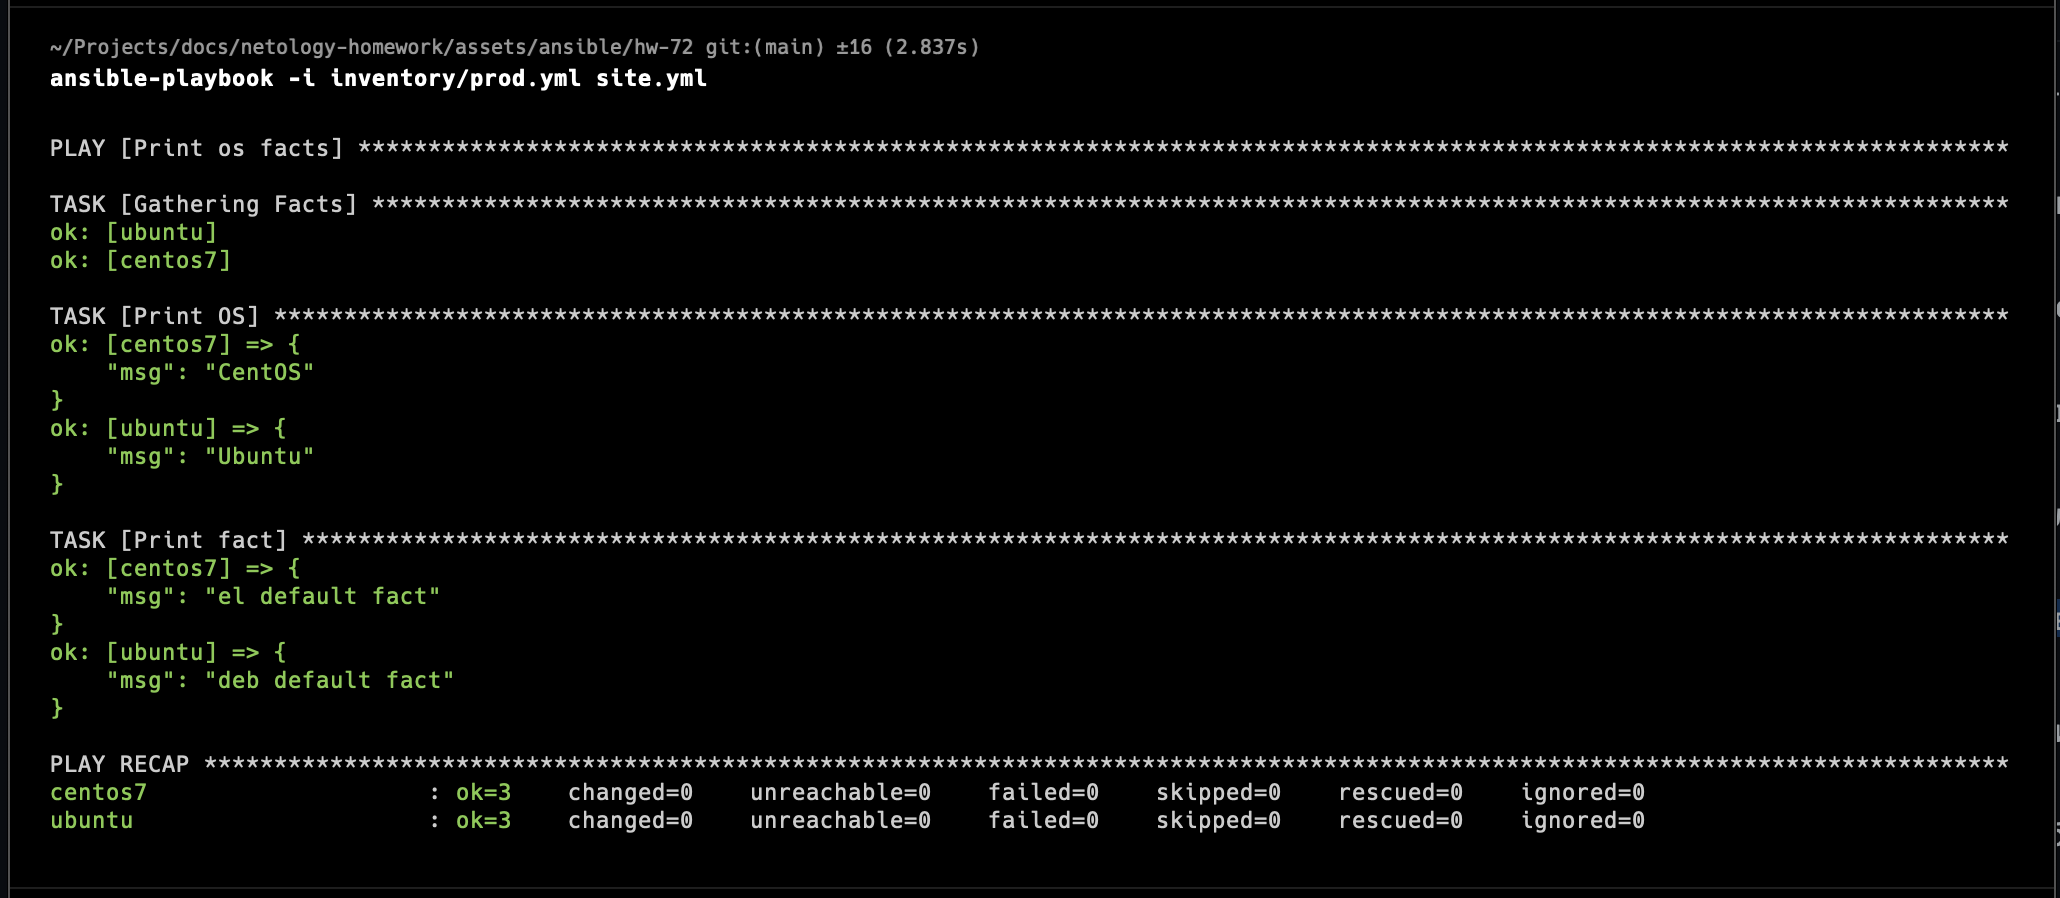 ~/Projects/docs/netology-homework/assets/ansible/hw-72 git:(main) ±16 (2.837s)
ansible-playbook -i inventory/prod.yml site.yml
PLAY [Print os facts] **********************************************************************************************************************
TASK [Gathering Facts] *********************************************************************************************************************
ok: [ubuntu]
ok: [centos7]
TASK [Print OS] ****************************************************************************************************************************
ok: [centos7] => {
    "msg": "CentOS"
}
ok: [ubuntu] => {
    "msg": "Ubuntu"
}
TASK [Print fact] **************************************************************************************************************************
ok: [centos7] => {
    "msg": "el default fact"
}
ok: [ubuntu] => {
    "msg": "deb default fact"
}
PLAY RECAP *********************************************************************************************************************************
centos7                    : ok=3    changed=0    unreachable=0    failed=0    skipped=0    rescued=0    ignored=0
ubuntu                     : ok=3    changed=0    unreachable=0    failed=0    skipped=0    rescued=0    ignored=0